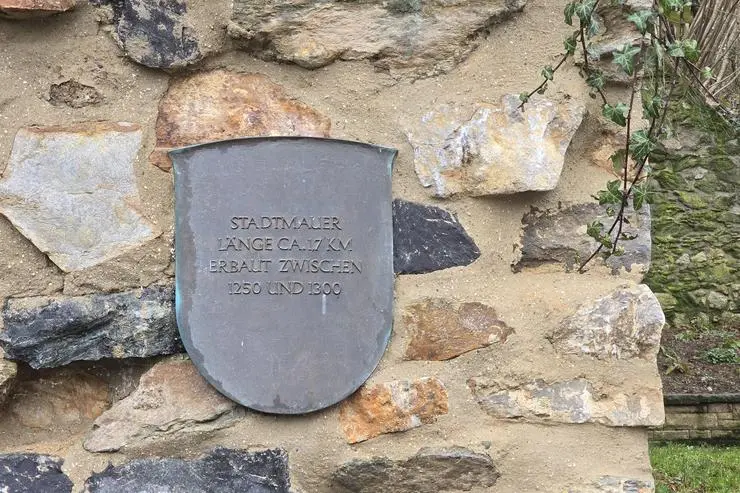 STADTMAUER
LÄNGE CA. 1,7 KM
ERBAUT ZWISCHEN
1250 UND 1300